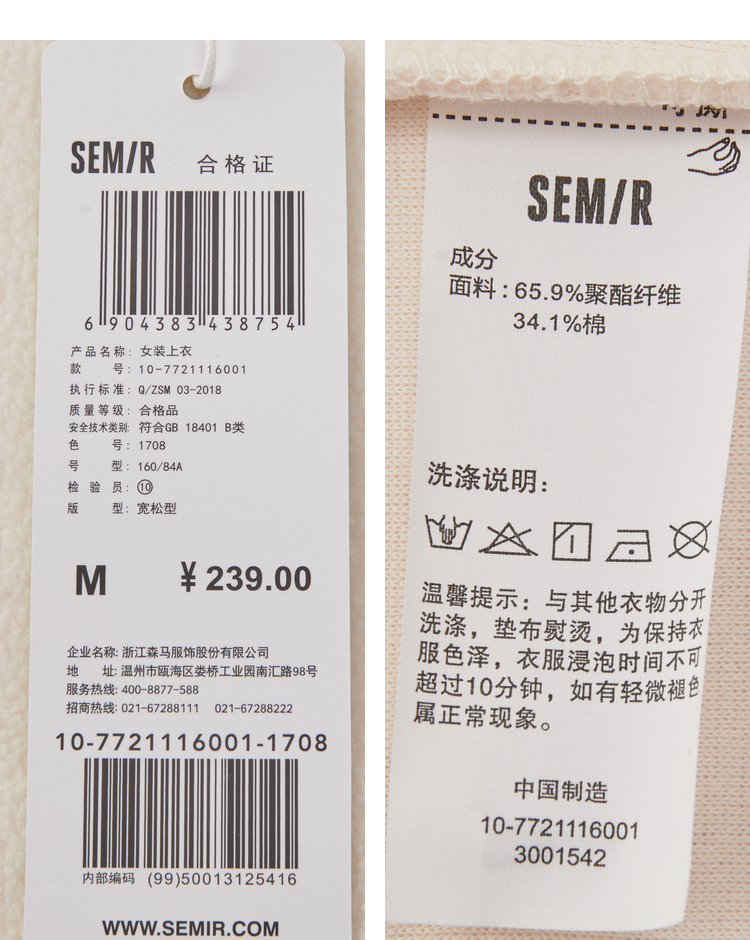 SEMIR 合格证
6 904383 438754
产品名称: 女装上衣
款号: 10-7721116001
执行标准: Q/ZSM 03-2018
质量等级: 合格品
安全技术类别: 符合GB 18401 B类
色号: 1708
号型: 160/84A
检验员: ⑩
版型: 宽松型
M ¥239.00
企业名称: 浙江森马服饰股份有限公司
地址: 温州市瓯海区娄桥工业园南汇路98号
服务热线: 400-8877-588
招商热线: 021-67288111 021-67288222
10-7721116001-1708
内部编码 (99)50013125416
WWW.SEMIR.COM
SEMIR
成分
面料: 65.9%聚酯纤维
34.1%棉
洗涤说明:
温馨提示: 与其他衣物分开
洗涤, 垫布熨烫, 为保持衣
服色泽, 衣服浸泡时间不可
超过10分钟, 如有轻微褪色
属正常现象。
中国制造
10-7721116001
3001542